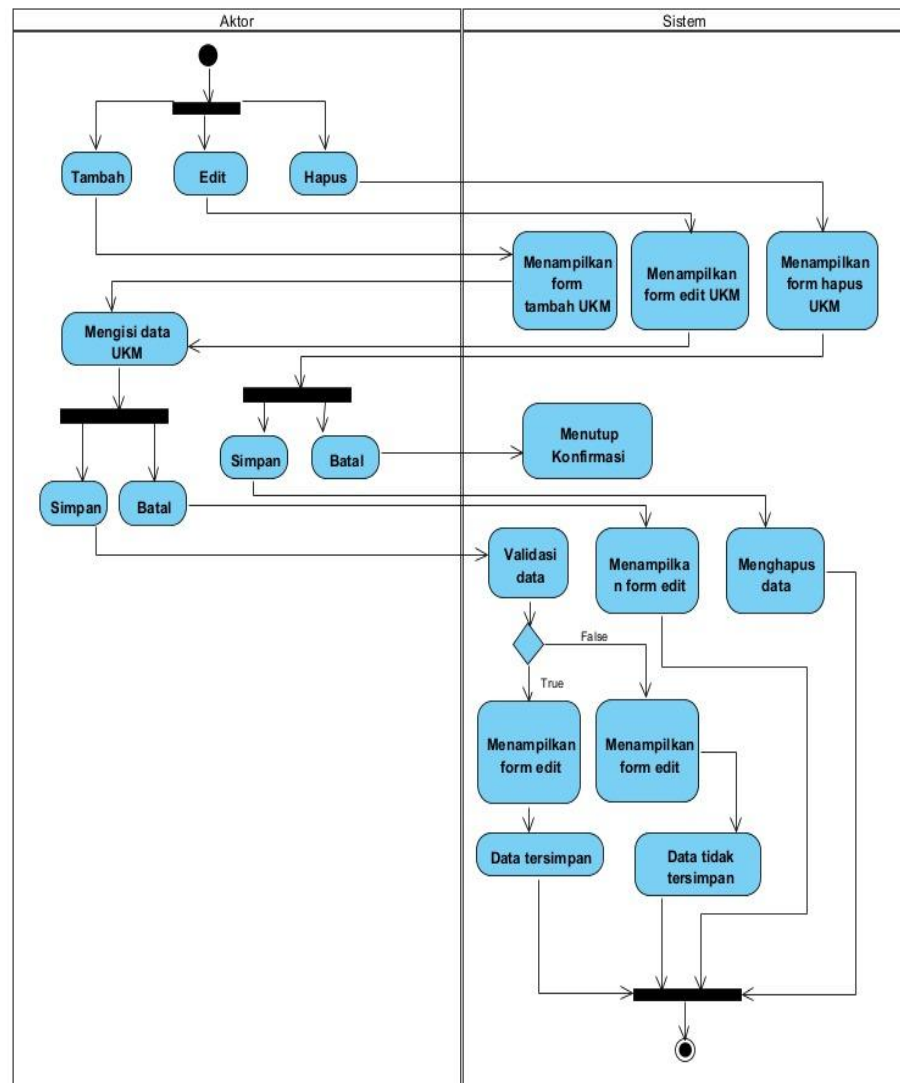 Aktor
Sistem
Tambah
Edit
Hapus
Menampilkan
form
tambah UKM
Menampilkan
form edit UKM
Menampilkan
form hapus
UKM
Mengisi data
UKM
Simpan
Batal
Menutup
Konfirmasi
Simpan
Batal
Validasi
data
Menampilka
n form edit
Menghapus
data
False
True
Menampilkan
form edit
Menampilkan
form edit
Data tersimpan
Data tidak
tersimpan